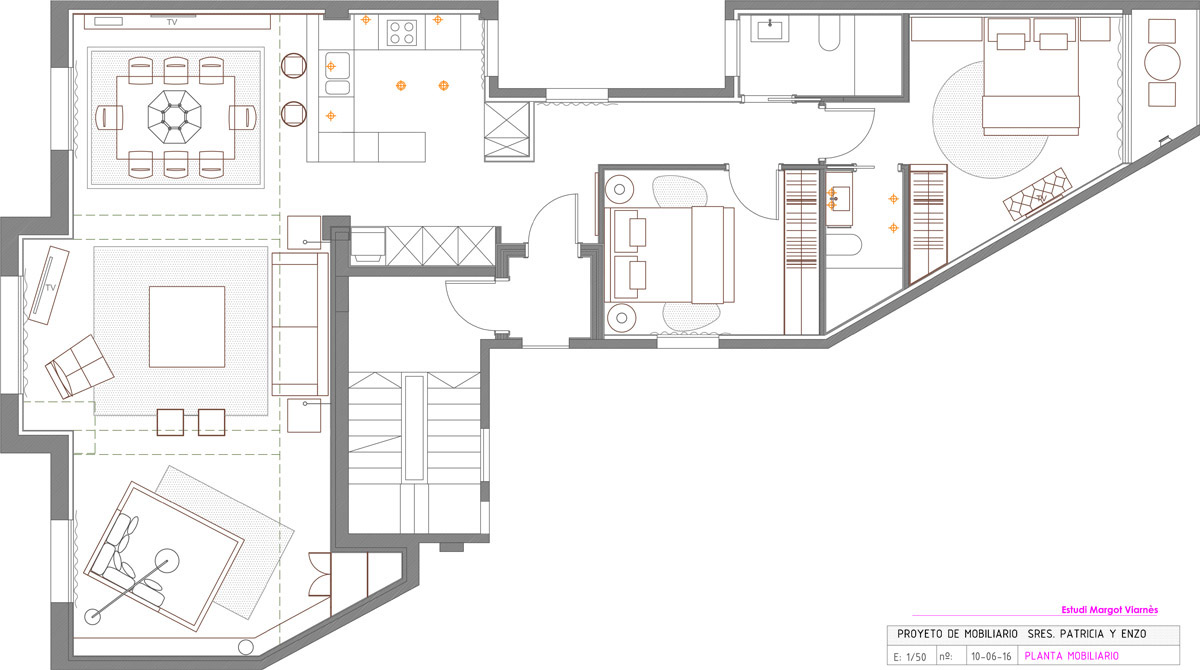 TV
TV
TV
Estudi Margot Viarnès
PROYETO DE MOBILIARIO SRES. PATRICIA Y ENZO
E: 1/50 nº: 10-06-16 PLANTA MOBILIARIO